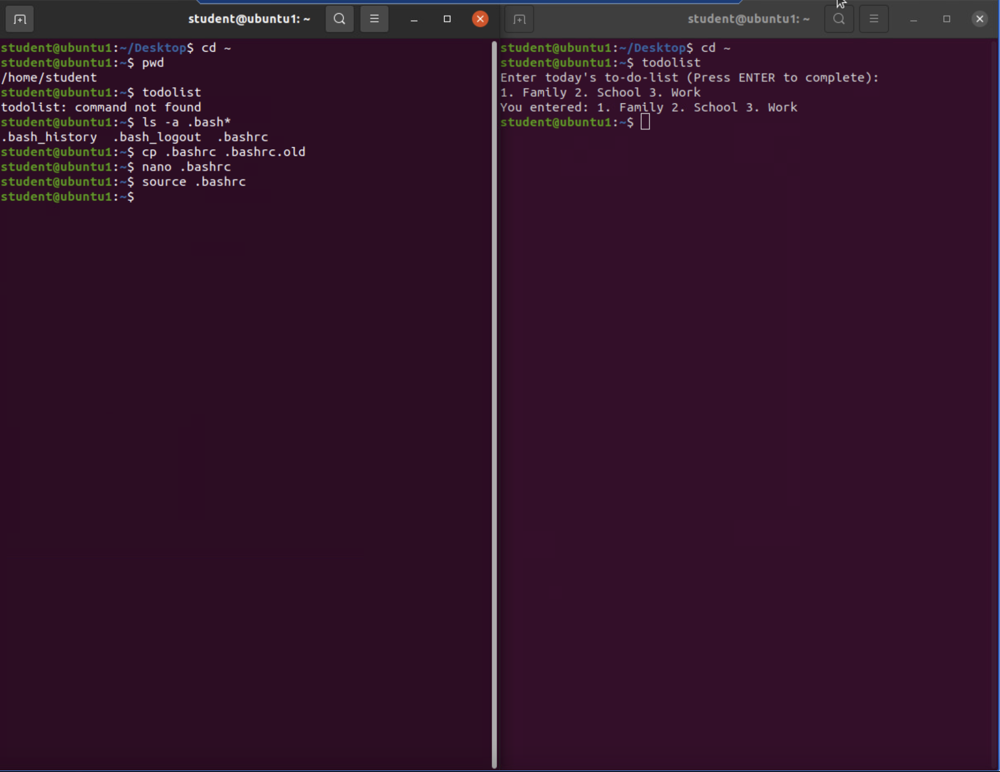 student@ubuntu1: ~
student@ubuntu1:~/Desktop$ cd ~
student@ubuntu1:~$ pwd
/home/student
student@ubuntu1:~$ todolist
todolist: command not found
student@ubuntu1:~$ ls -a .bash*
.bash_history  .bash_logout  .bashrc
student@ubuntu1:~$ cp .bashrc .bashrc.old
student@ubuntu1:~$ nano .bashrc
student@ubuntu1:~$ source .bashrc
student@ubuntu1:~$
student@ubuntu1: ~
student@ubuntu1:~/Desktop$ cd ~
student@ubuntu1:~$ todolist
Enter today's to-do-list (Press ENTER to complete):
1. Family 2. School 3. Work
You entered: 1. Family 2. School 3. Work
student@ubuntu1:~$